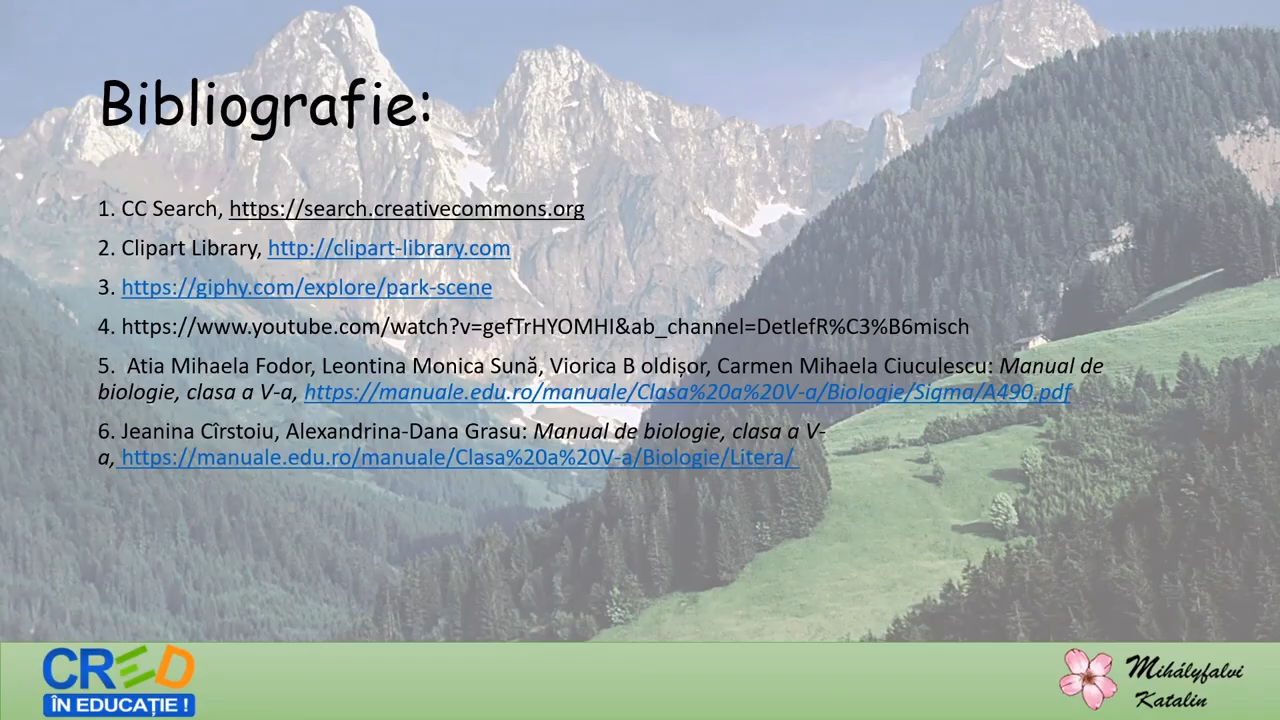 Bibliografie:
1. CC Search, https://search.creativecommons.org
2. Clipart Library, http://clipart-library.com
3. https://giphy.com/explore/park-scene
4. https://www.youtube.com/watch?v=gefTrHYOMHI&ab_channel=DetlefR%C3%B6misch
5.  Atia Mihaela Fodor, Leontina Monica Sună, Viorica B oldișor, Carmen Mihaela Ciuculescu: Manual de
biologie, clasa a V-a, https://manuale.edu.ro/manuale/Clasa%20a%20V-a/Biologie/Sigma/A490.pdf
6. Jeanina Cîrstoiu, Alexandrina-Dana Grasu: Manual de biologie, clasa a V-
a, https://manuale.edu.ro/manuale/Clasa%20a%20V-a/Biologie/Litera/
CRED
ÎN EDUCAȚIE !
Mihályfalvi
Katalin